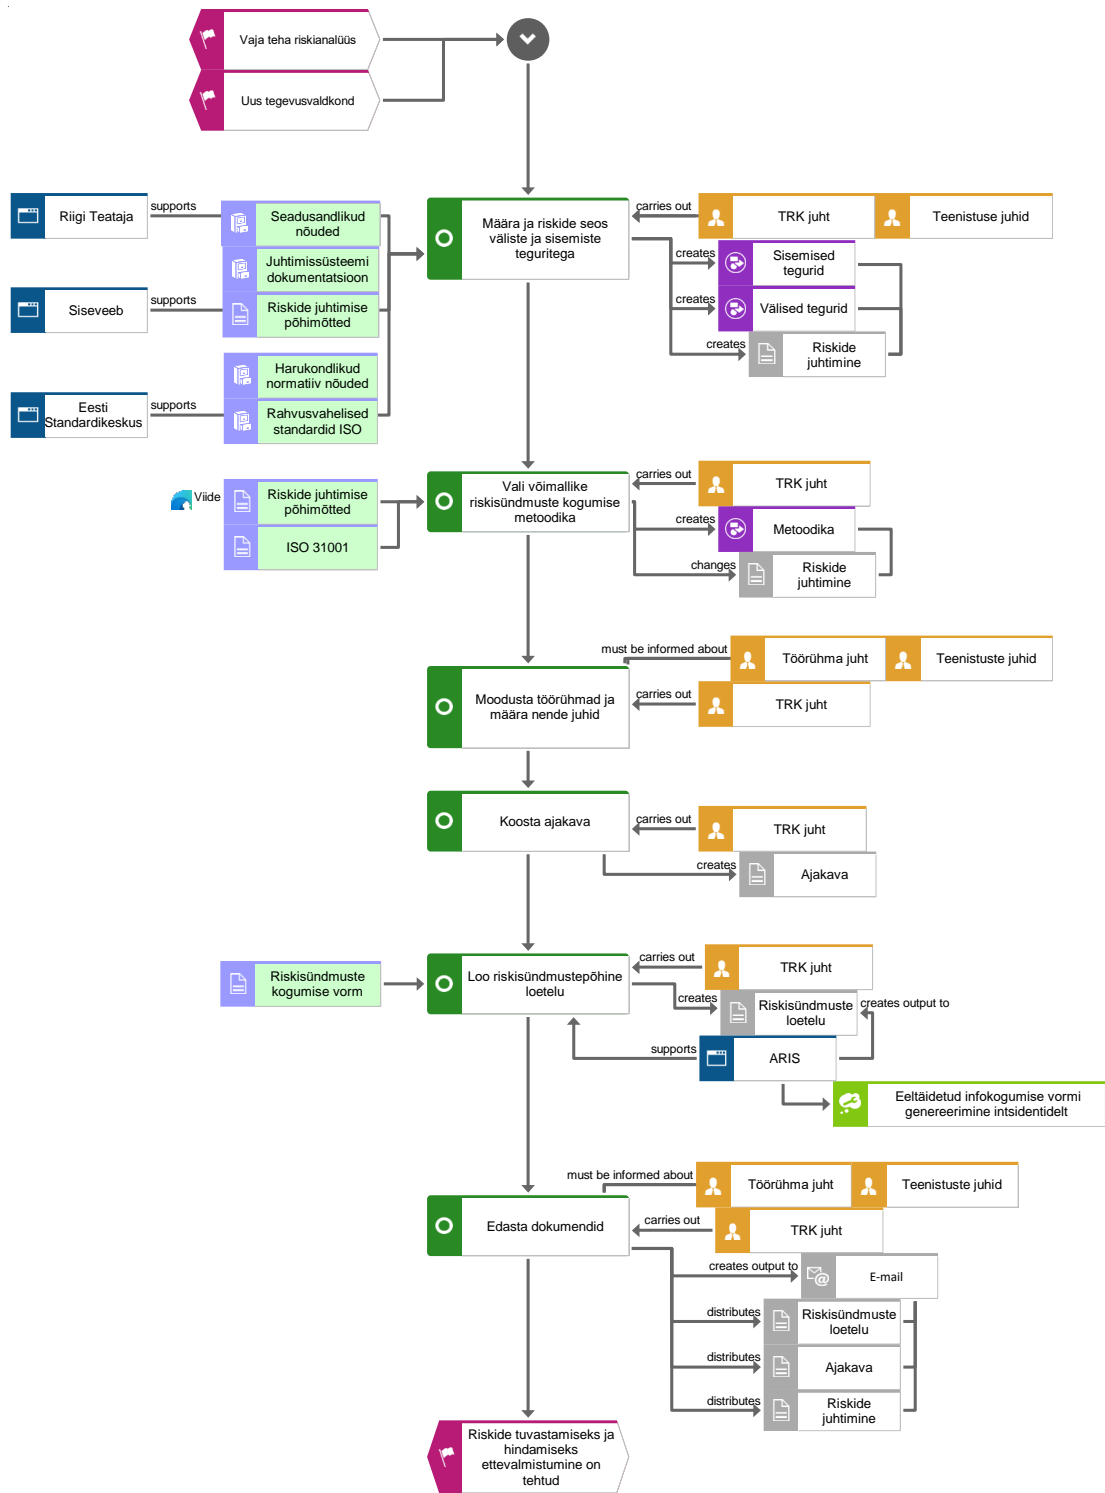 Vaja teha riskianalüüs
Uus tegevusvaldkond
Riigi Teataja
supports
Seadusandlikud
nõuded
Juhtimissüsteemi
dokumentatsioon
Siseveeb
supports
Riskide juhtimise
põhimõtted
Harukondlikud
normatiiv nõuded
Eesti
Standardikeskus
supports
Rahvusvahelised
standardid ISO
Määra ja riskide seos
väliste ja sisemiste
teguritega
carries out
TRK juht
Teenistuse juhid
creates
Sisemised
tegurid
creates
Välised tegurid
creates
Riskide
juhtimine
Viide
Riskide juhtimise
põhimõtted
ISO 31001
Vali võimallike
riskisündmuste kogumise
metoodika
carries out
TRK juht
creates
Metoodika
changes
Riskide
juhtimine
must be informed about
Töörühma juht
Teenistuste juhid
Moodusta töörühmad ja
määra nende juhid
carries out
TRK juht
Koosta ajakava
carries out
TRK juht
creates
Ajakava
Riskisündmuste
kogumise vorm
Loo riskisündmustepõhine
loetelu
carries out
TRK juht
creates
Riskisündmuste
loetelu
creates output to
supports
ARIS
Eeltäidetud infokogumise vormi
genereerimine intsidentidelt
must be informed about
Töörühma juht
Teenistuste juhid
Edasta dokumendid
carries out
TRK juht
creates output to
E-mail
distributes
Riskisündmuste
loetelu
distributes
Ajakava
distributes
Riskide
juhtimine
Riskide tuvastamiseks ja
hindamiseks
ettevalmistumine on
tehtud